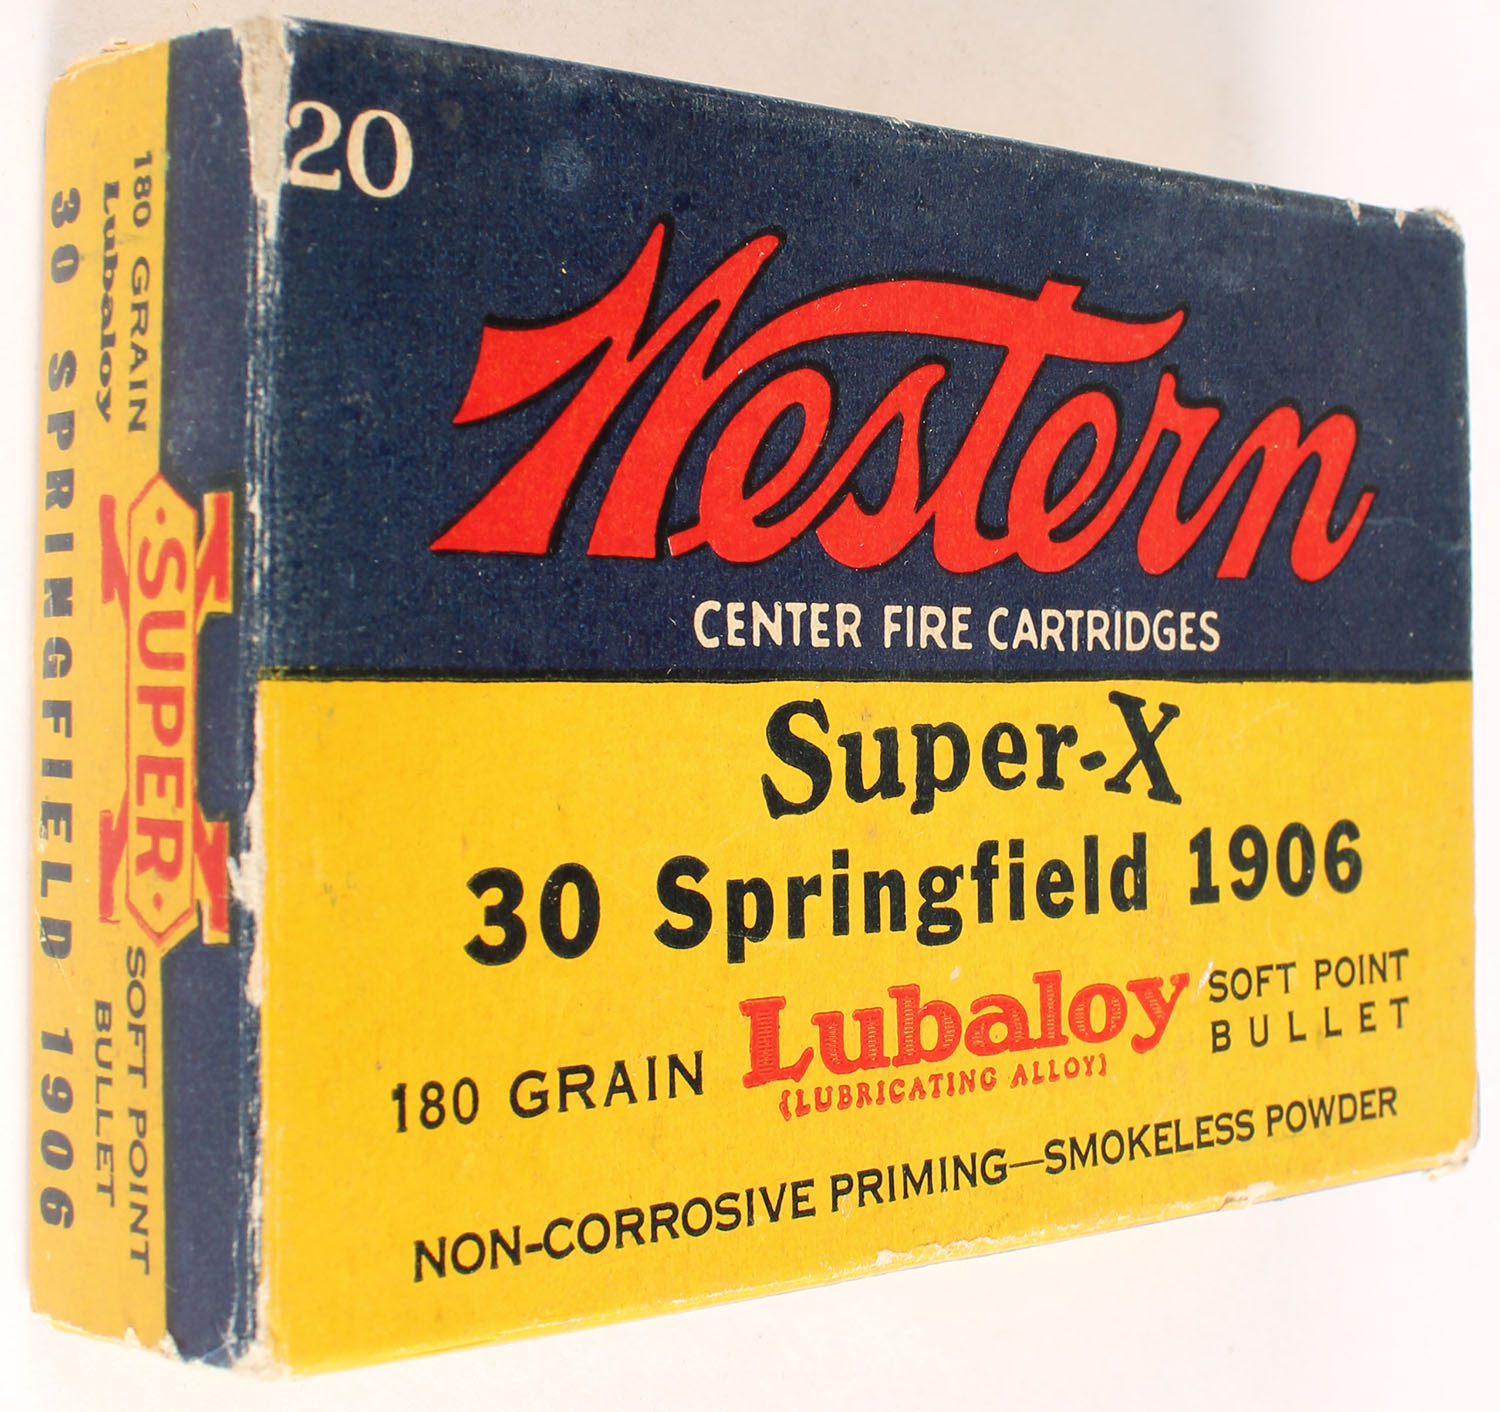 20
Western
CENTER FIRE CARTRIDGES
Super-X
30 Springfield 1906
180 GRAIN Lubaloy SOFT POINT BULLET
{LUBRICATING ALLOY}
NON-CORROSIVE PRIMING—SMOKELESS POWDER
180 GRAIN
Lubaloy
30 SPRINGFIELD 1906
SUPER X
SOFT POINT
BULLET